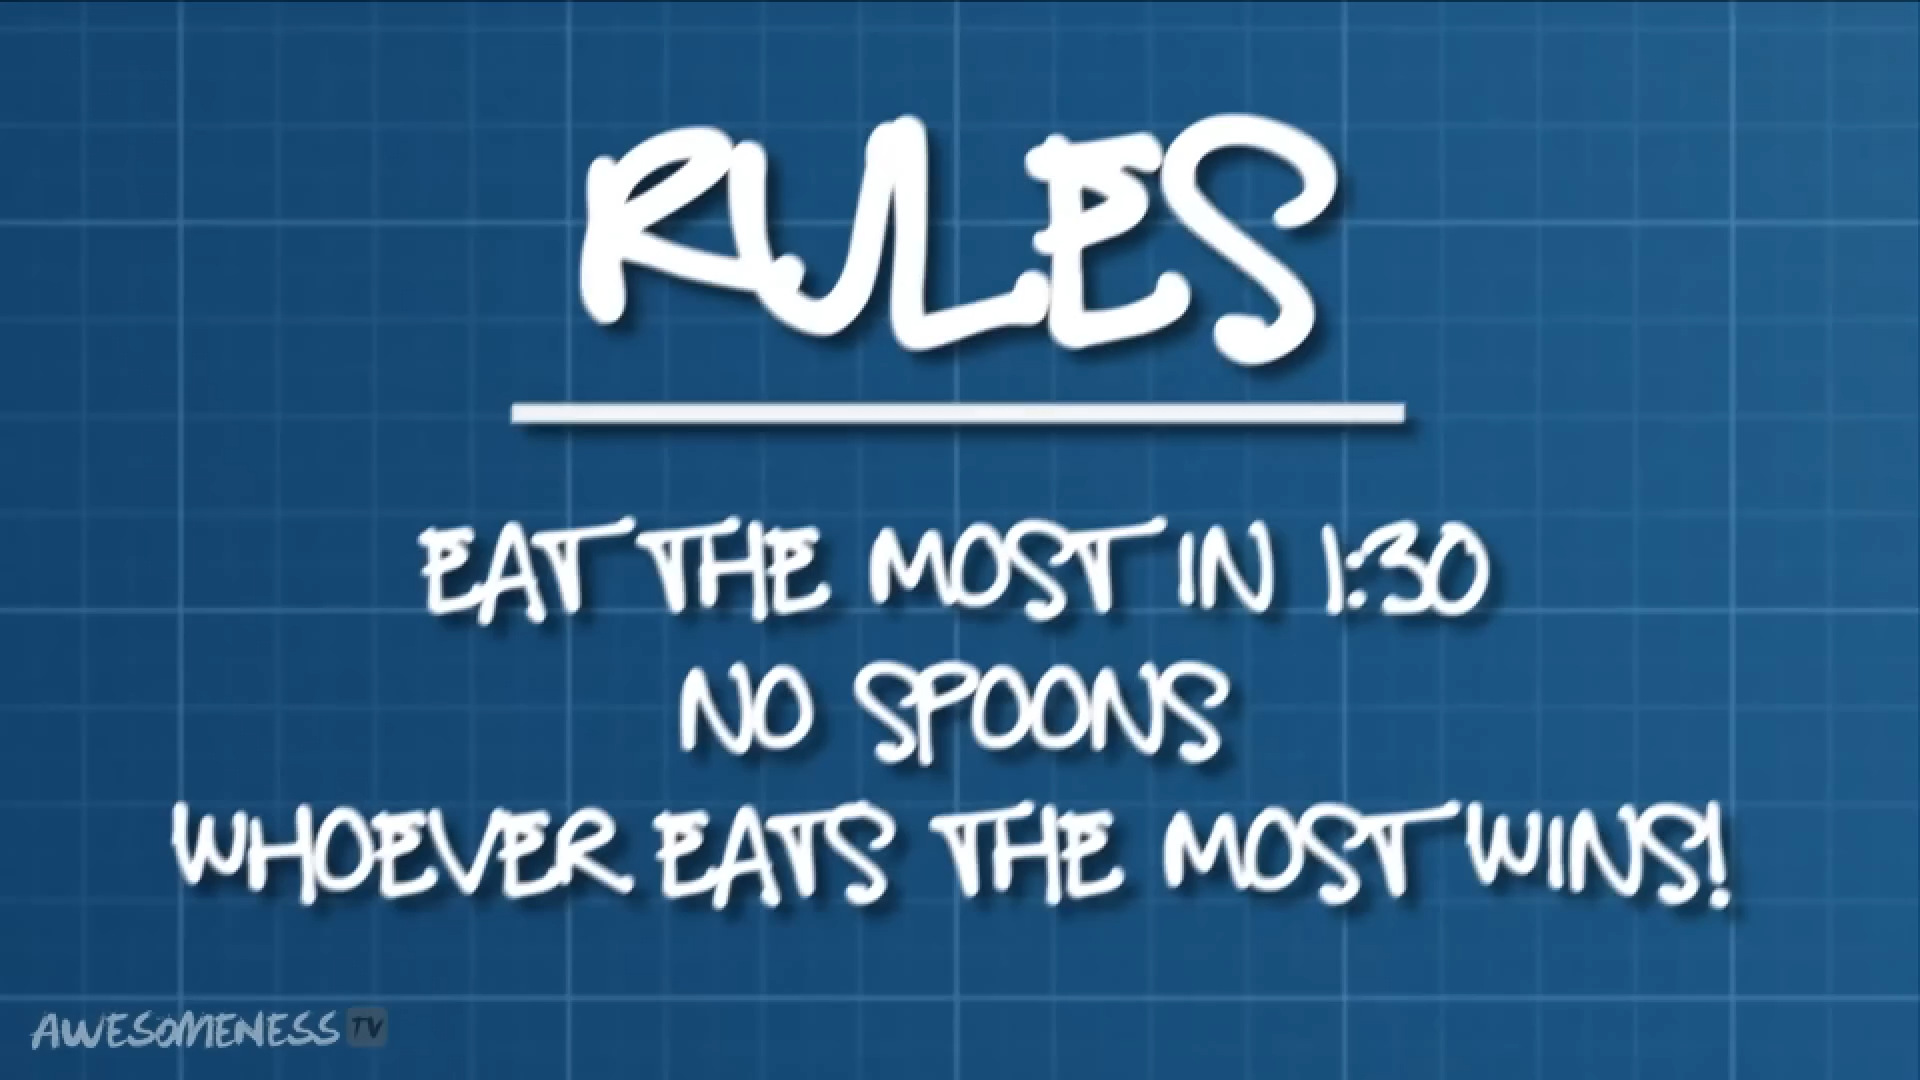 RULES
EAT THE MOST IN 1:30
NO SPOONS
WHOEVER EATS THE MOST WINS!
AWESOMENESS TV